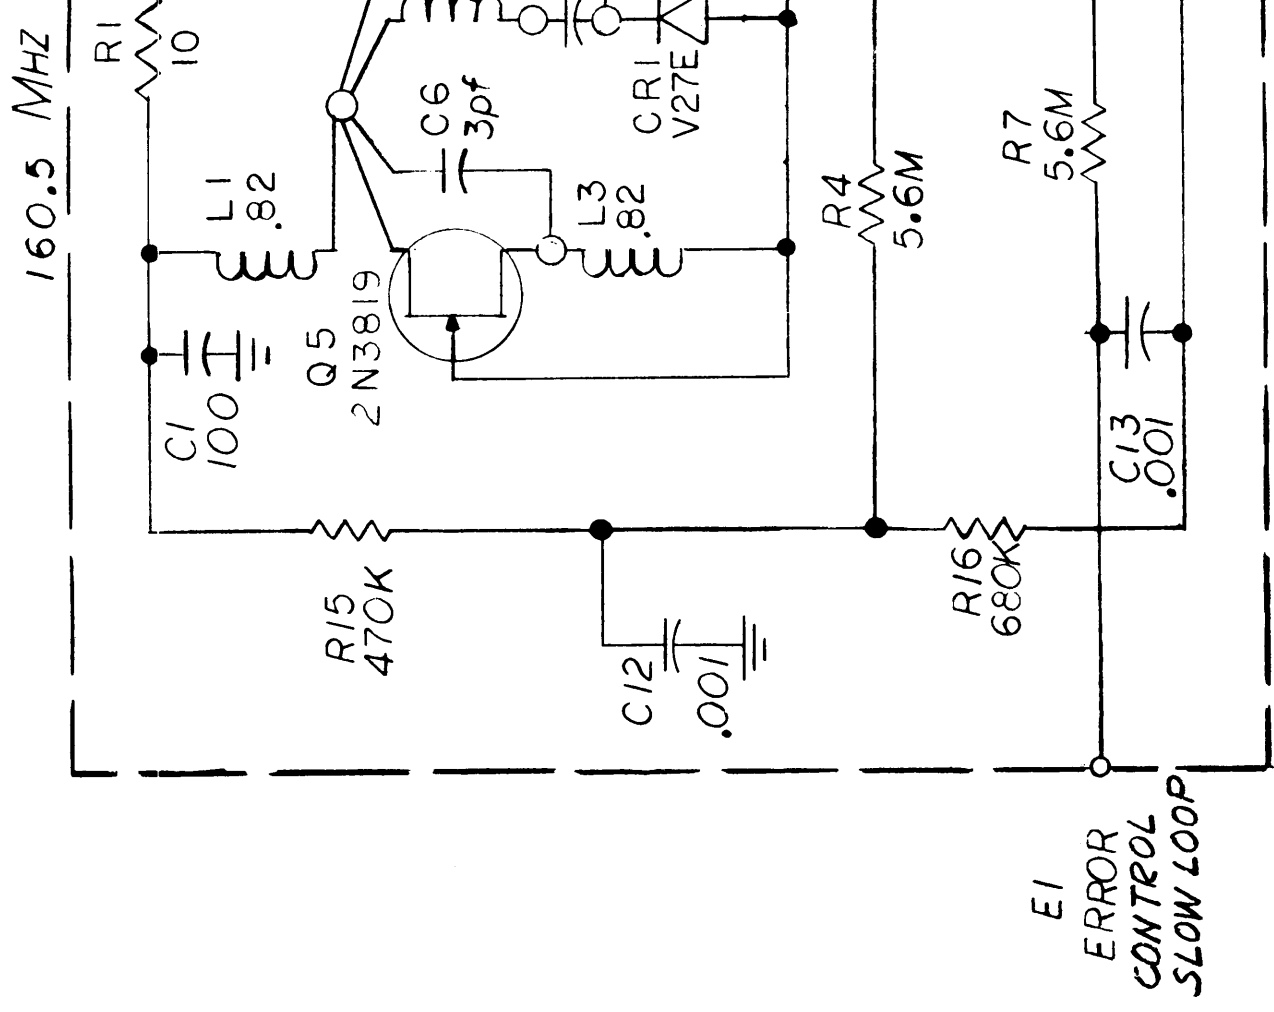 160.5 MHZ
R1
10
L1
.82
C1
100
C6
3pf
CR1
V27E
L3
.82
Q5
2N3819
R4
5.6M
R7
5.6M
C13
.001
R15
470K
C12
.001
R16
680K
E1
ERROR
CONTROL
SLOW LOOP